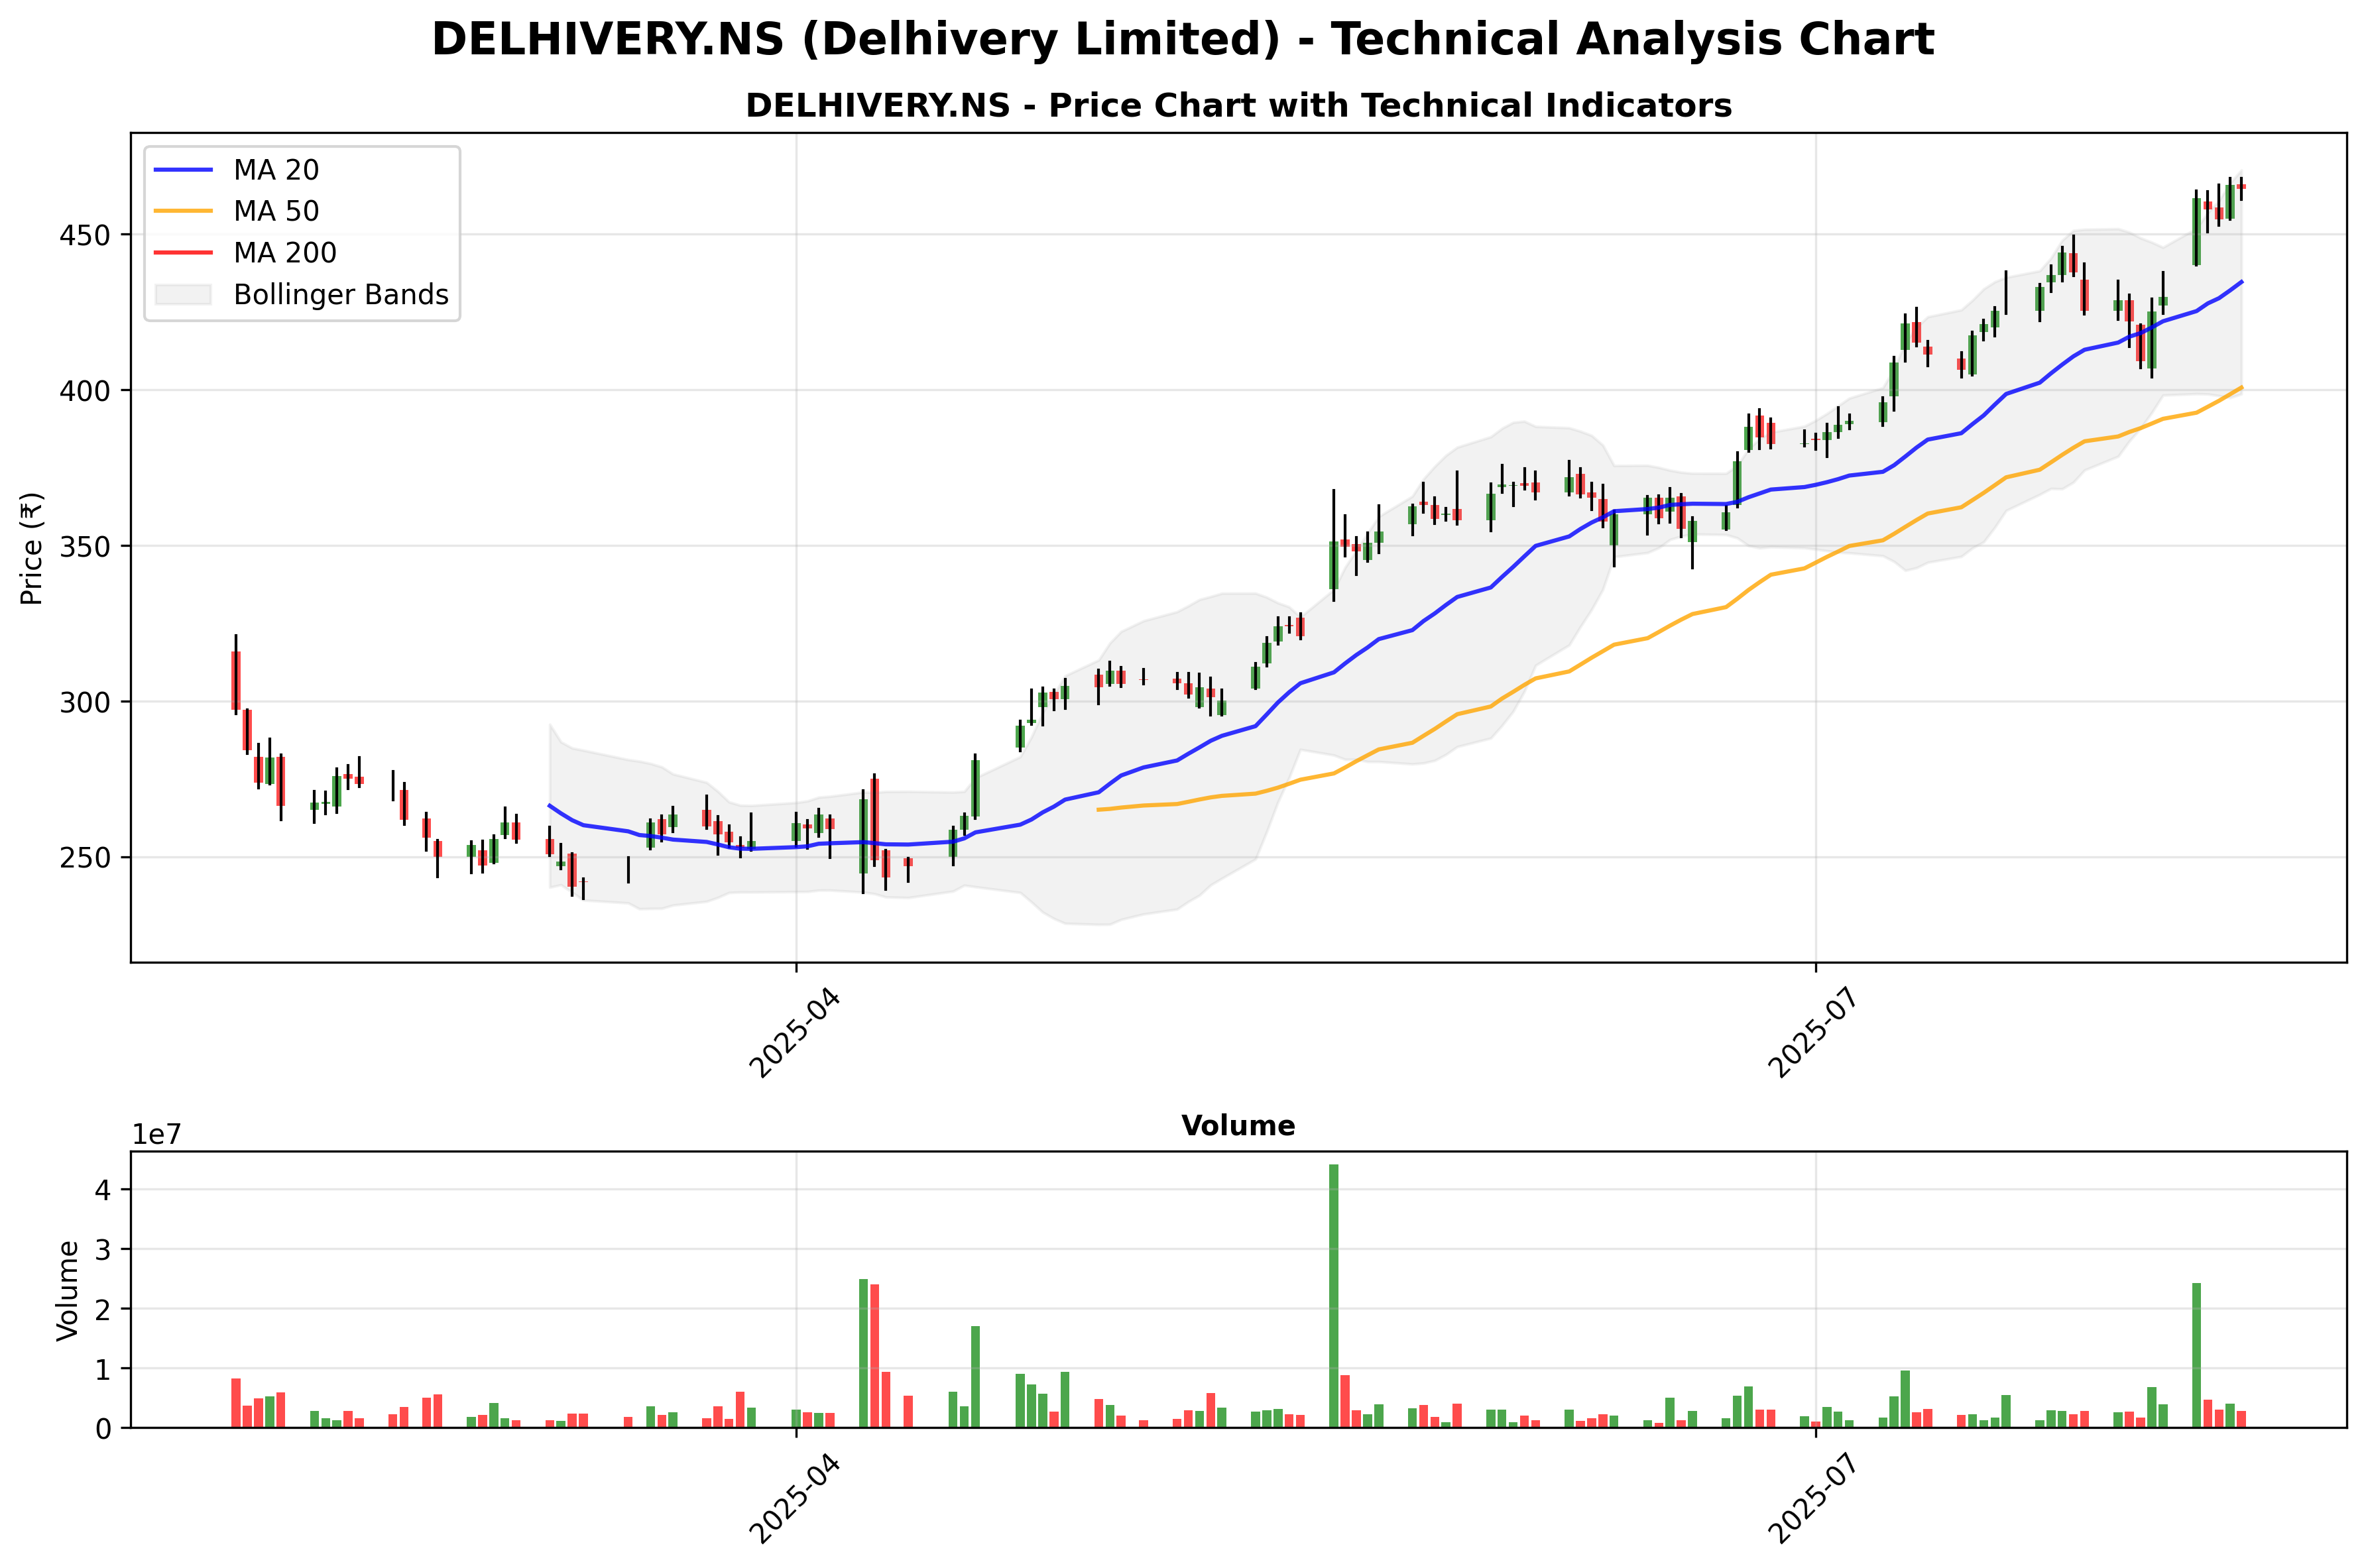 DELHIVERY.NS (Delhivery Limited) - Technical Analysis Chart
DELHIVERY.NS - Price Chart with Technical Indicators
MA 20
MA 50
MA 200
Bollinger Bands
Price (₹)
450
400
350
300
250
2025-04
2025-07
Volume
1e7
Volume
4
3
2
1
0
2025-04
2025-07